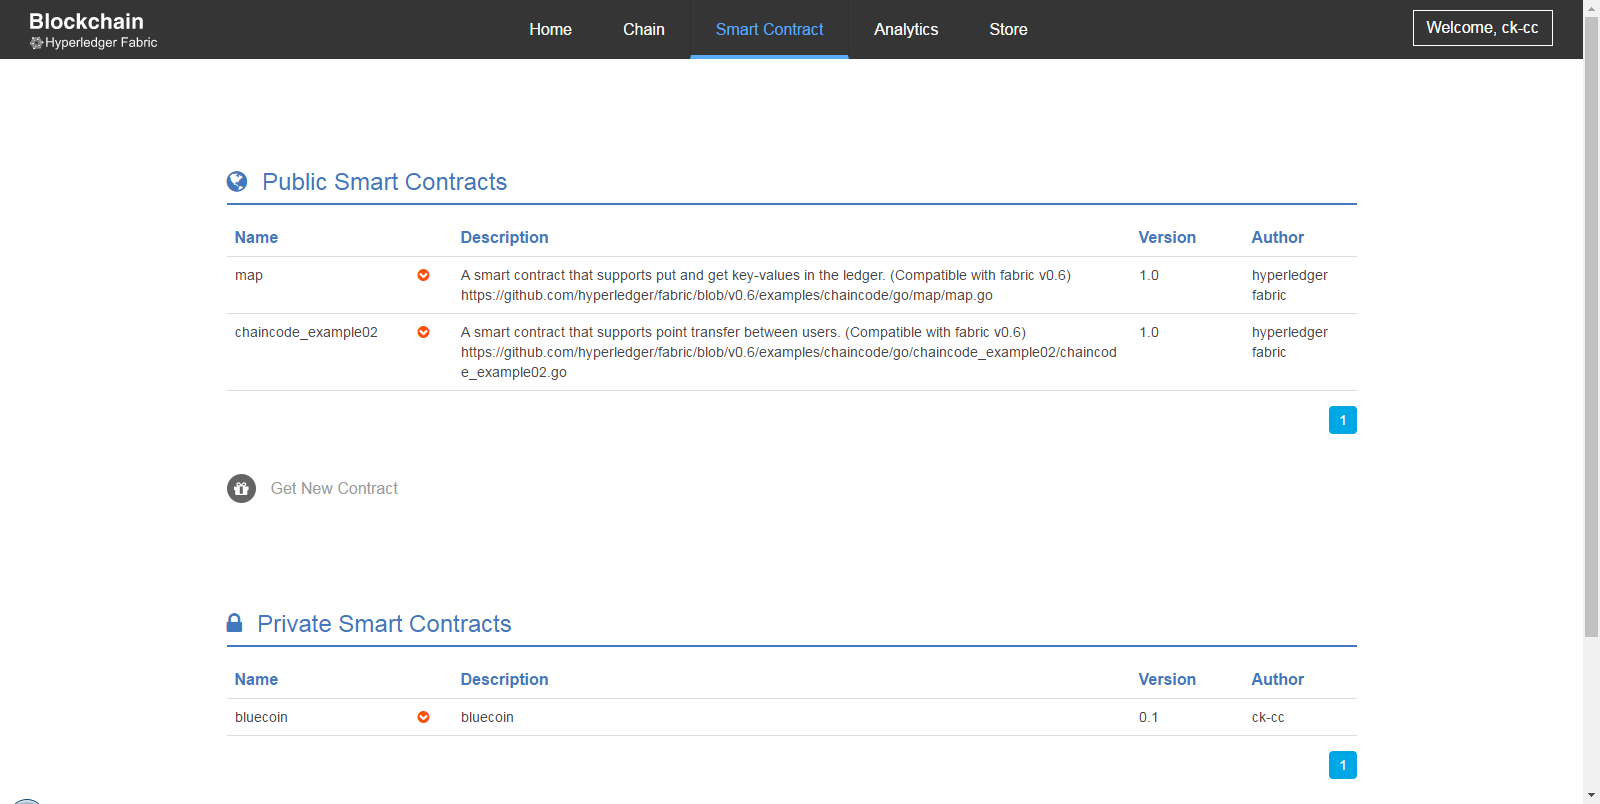 Blockchain
Hyperledger Fabric
Home
Chain
Smart Contract
Analytics
Store
Welcome, ck-cc
Public Smart Contracts
Name Description Version Author
map A smart contract that supports put and get key-values in the ledger. (Compatible with fabric v0.6) 1.0 hyperledger
https://github.com/hyperledger/fabric/blob/v0.6/examples/chaincode/go/map/map.go fabric
chaincode_example02 A smart contract that supports point transfer between users. (Compatible with fabric v0.6) 1.0 hyperledger
https://github.com/hyperledger/fabric/blob/v0.6/examples/chaincode/go/chaincode_example02/chaincod fabric
e_example02.go
1
Get New Contract
Private Smart Contracts
Name Description Version Author
bluecoin bluecoin 0.1 ck-cc
1